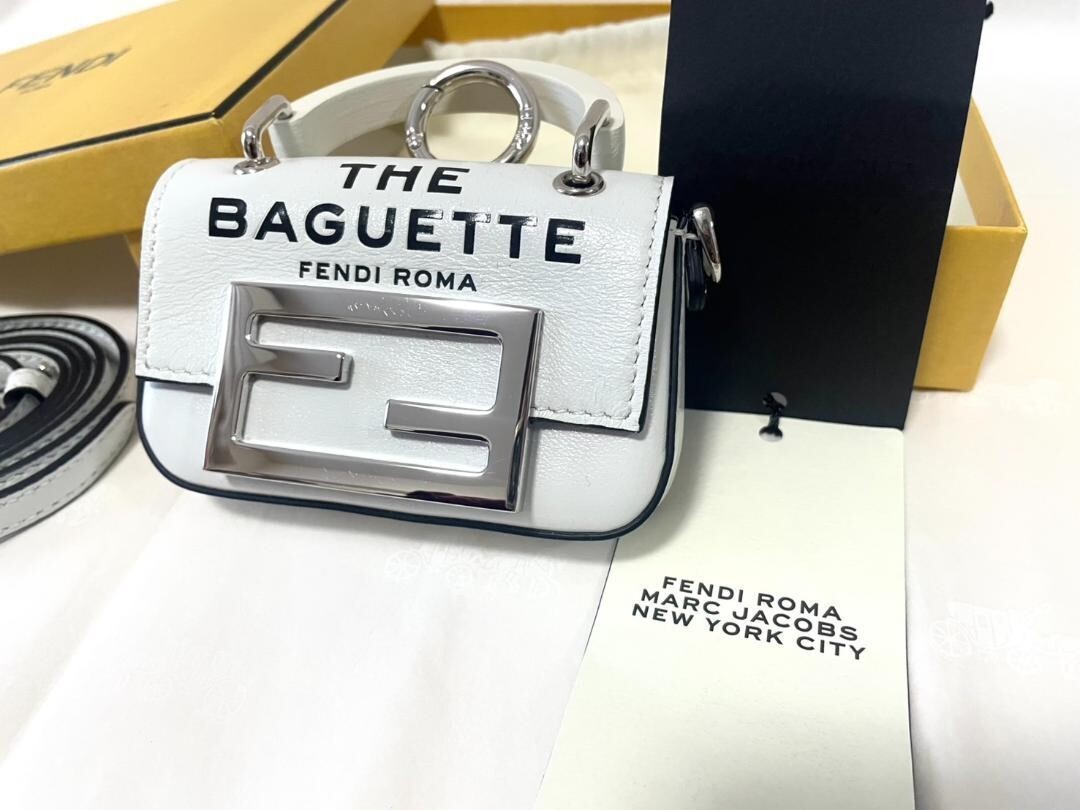 FENDI
THE
BAGUETTE
FENDI ROMA
FENDI ROMA
MARC JACOBS
NEW YORK CITY